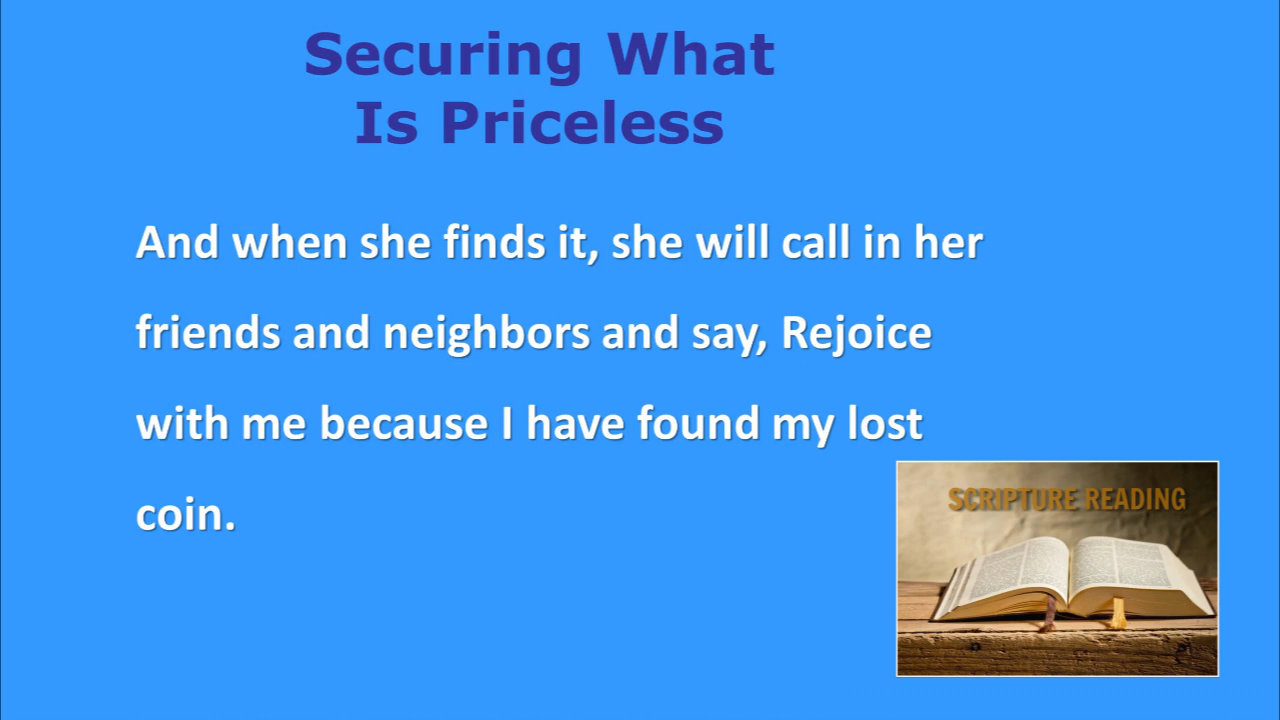 Securing What
Is Priceless
And when she finds it, she will call in her
friends and neighbors and say, Rejoice
with me because I have found my lost
coin.
SCRIPTURE READING